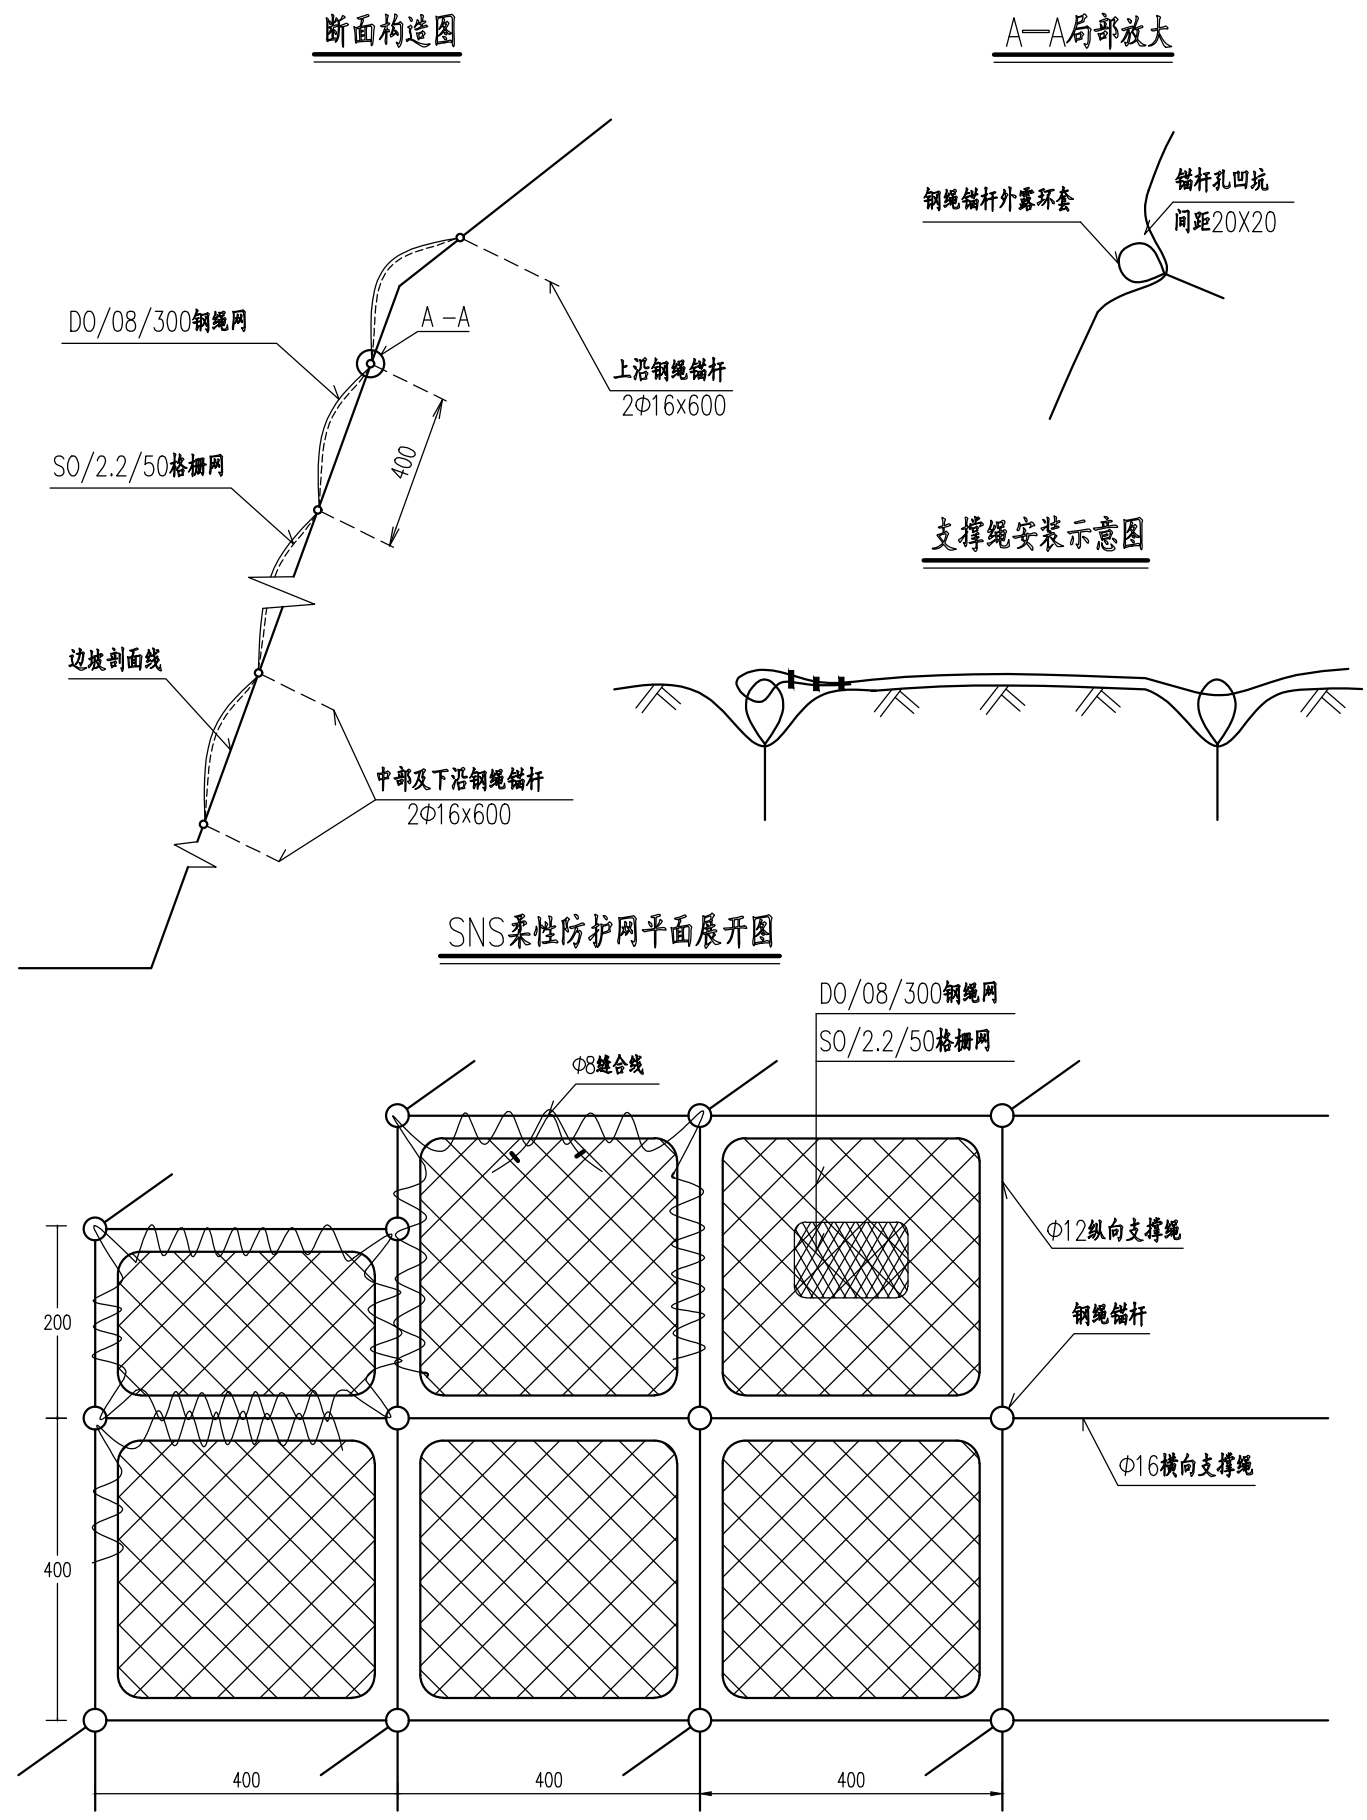 断面构造图
A—A局部放大
钢绳锚杆外露环套
锚杆孔凹坑
间距20X20
DO/08/300钢绳网
A -A
上沿钢绳锚杆
2Φ16x600
400
SO/2.2/50格栅网
支撑绳安装示意图
边坡剖面线
中部及下沿钢绳锚杆
2Φ16x600
SNS柔性防护网平面展开图
DO/08/300钢绳网
SO/2.2/50格栅网
Φ8缝合线
Φ12纵向支撑绳
200
钢绳锚杆
Φ16横向支撑绳
400
400
400
400